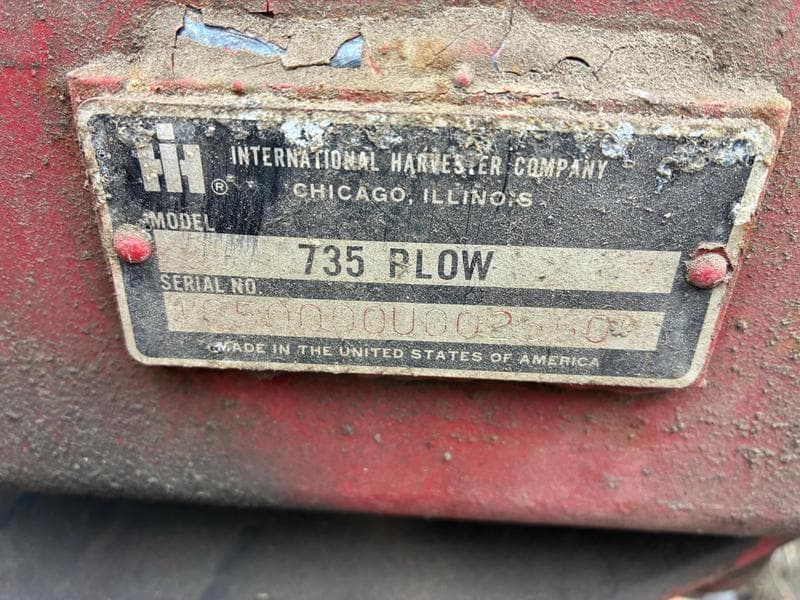 IH ®
INTERNATIONAL HARVESTER COMPANY
CHICAGO, ILLINOIS
MODEL
735 PLOW
SERIAL NO
MADE IN THE UNITED STATES OF AMERICA